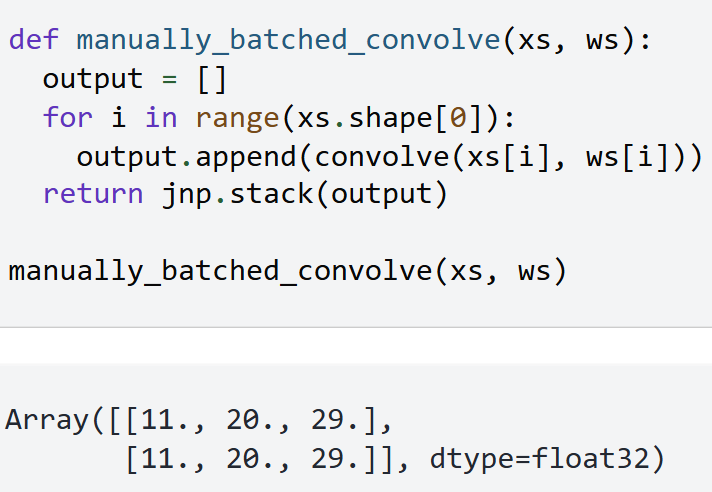 def manually_batched_convolve(xs, ws):
  output = []
  for i in range(xs.shape[0]):
    output.append(convolve(xs[i], ws[i]))
  return jnp.stack(output)
manually_batched_convolve(xs, ws)
Array([[11., 20., 29.],
       [11., 20., 29.]], dtype=float32)